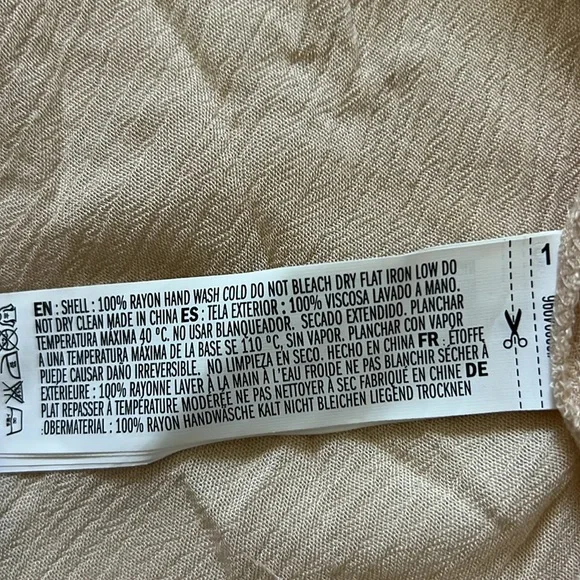 EN : SHELL : 100% RAYON HAND WASH COLD DO NOT BLEACH DRY FLAT IRON LOW DO
NOT DRY CLEAN MADE IN CHINA ES : TELA EXTERIOR : 100% VISCOSA LAVADO A MANO.
TEMPERATURA MÁXIMA 40 °C. NO USAR BLANQUEADOR. SECADO EXTENDIDO. PLANCHAR
A UNA TEMPERATURA MÁXIMA DE LA BASE SE 110 °C, SIN VAPOR. PLANCHAR CON VAPOR
PUEDE CAUSAR DAÑO IRREVERSIBLE. NO LIMPIEZA EN SECO. HECHO EN CHINA FR : ÉTOFFE
EXTÉRIEURE : 100% RAYONNE LAVER À LA MAIN À L'EAU FROIDE NE PAS BLANCHIR SÉCHER À
PLAT REPASSER À TEMPÉRATURE MODÉRÉE NE PAS NETTOYER À SEC FABRIQUÉ EN CHINE DE
:OBERMATERIAL : 100% RAYON HANDWÄSCHE KALT NICHT BLEICHEN LIEGEND TROCKNEN
1